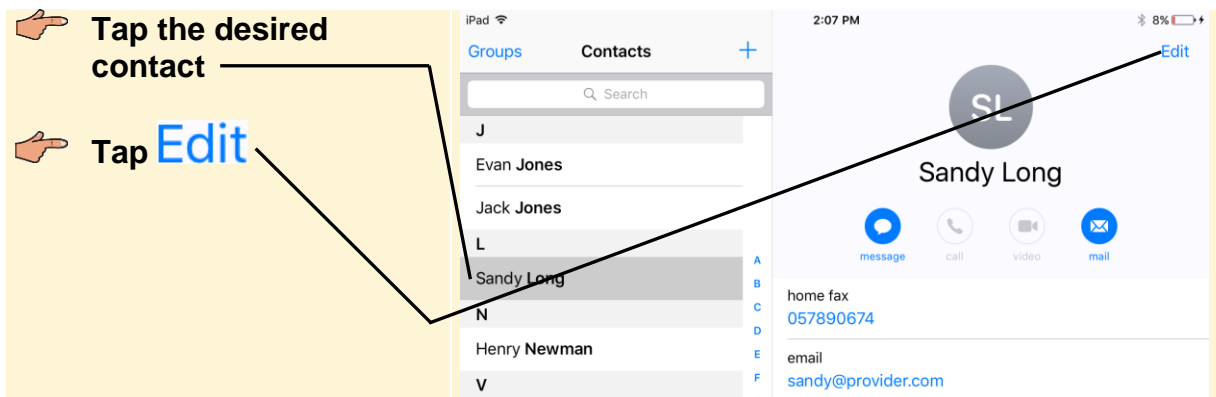 Tap the desired
contact
Tap Edit
iPad 2:07 PM 8%
Groups Contacts + Edit
Search
SL
J
Evan Jones
Sandy Long
Jack Jones
L
message call video mail
Sandy Long
N
Henry Newman
V
A
B
C
D
E
F
home fax
057890674
email
sandy@provider.com